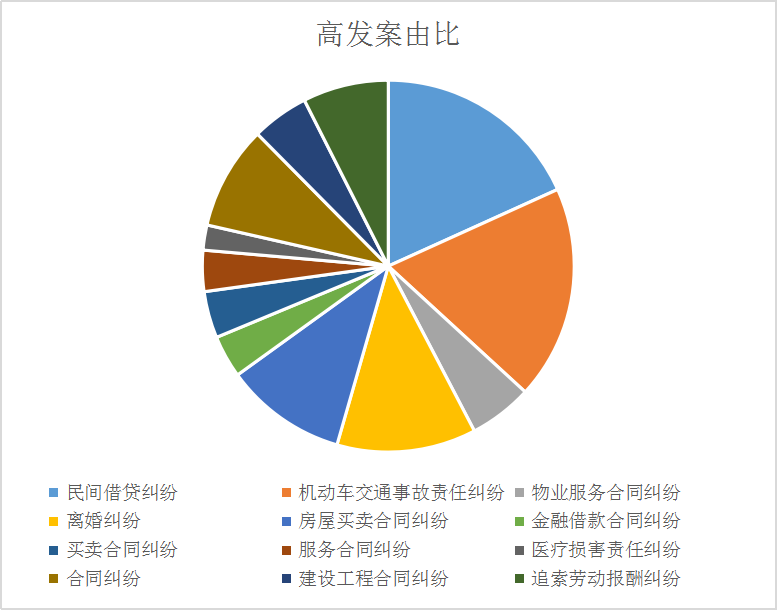 高发案由比
民间借贷纠纷 机动车交通事故责任纠纷 物业服务合同纠纷
离婚纠纷 房屋买卖合同纠纷 金融借款合同纠纷
买卖合同纠纷 服务合同纠纷 医疗损害责任纠纷
合同纠纷 建设工程合同纠纷 追索劳动报酬纠纷